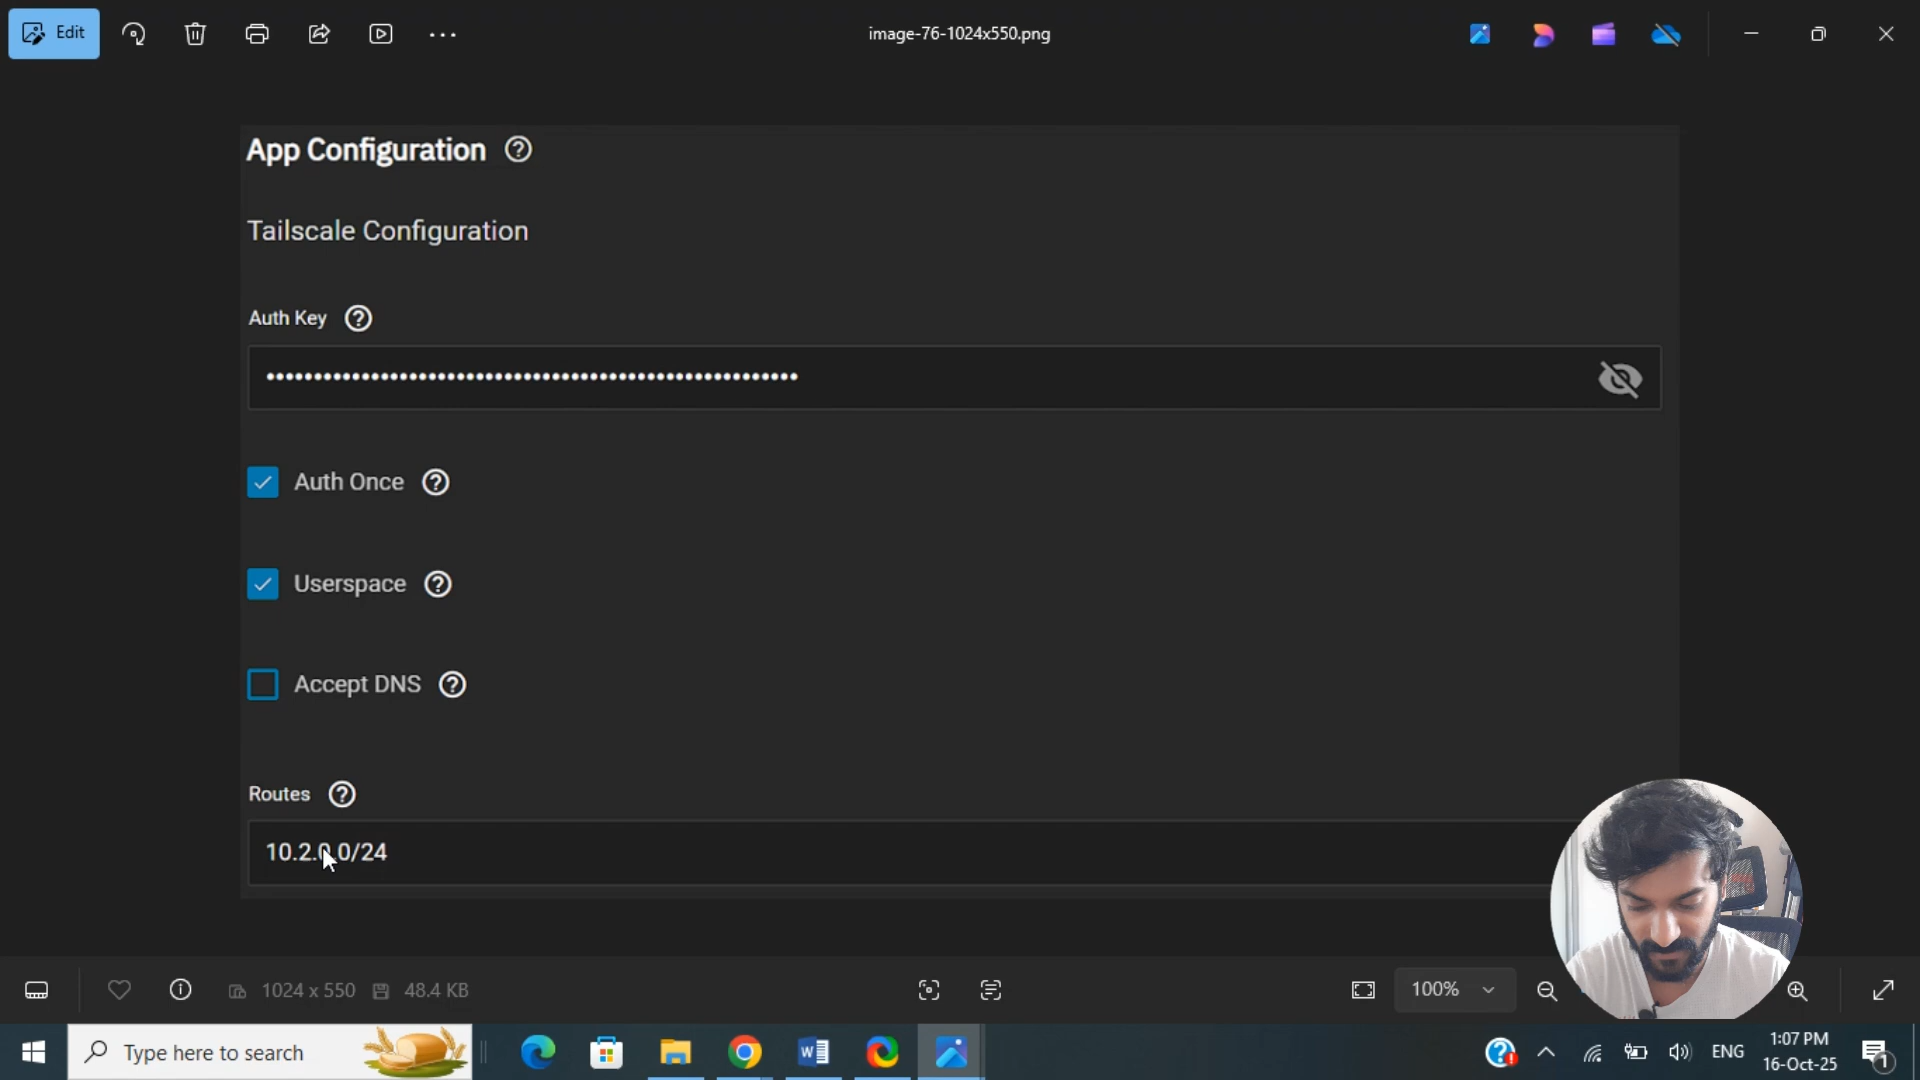 Edit
image-76-1024x550.png
App Configuration
Tailscale Configuration
Auth Key
Auth Once
Userspace
Accept DNS
Routes
10.2.0.0/24
1024 x 550
48.4 KB
100%
Type here to search
ENG
1:07 PM
16-Oct-25
1